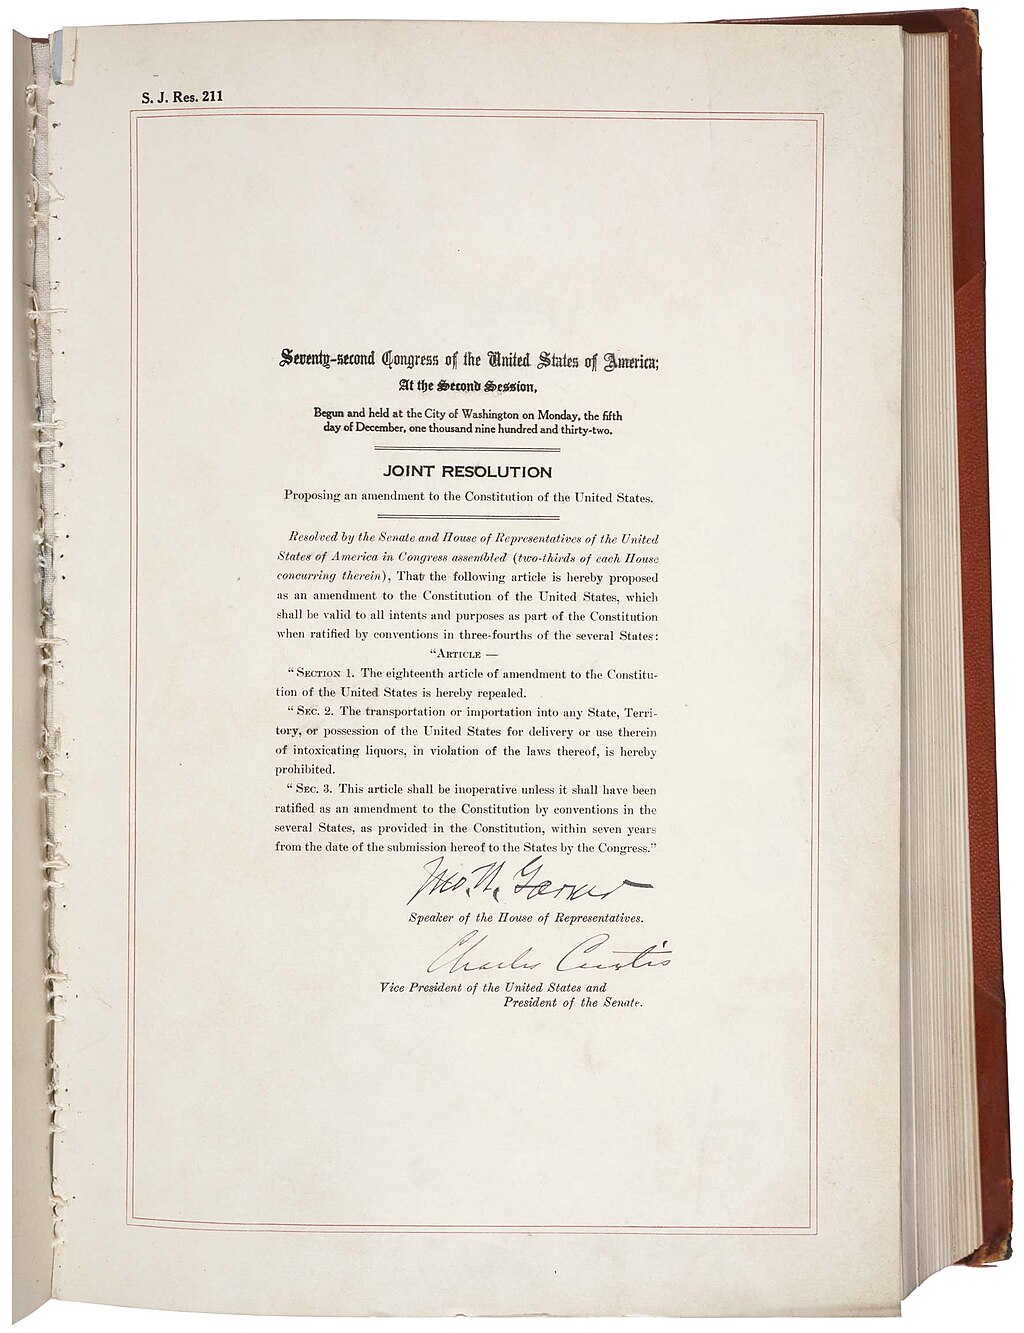 S. J. Res. 211
Seventy-second Congress of the United States of America;
At the Second Session,
Begun and held at the City of Washington on Monday, the fifth
day of December, one thousand nine hundred and thirty-two.
JOINT RESOLUTION
Proposing an amendment to the Constitution of the United States.
Resolved by the Senate and House of Representatives of the United
States of America in Congress assembled (two-thirds of each House
concurring therein), That the following article is hereby proposed
as an amendment to the Constitution of the United States, which
shall be valid to all intents and purposes as part of the Constitution
when ratified by conventions in three-fourths of the several States:
"ARTICLE —
"SECTION 1. The eighteenth article of amendment to the Constitu-
tion of the United States is hereby repealed.
"SEC. 2. The transportation or importation into any State, Terri-
tory, or possession of the United States for delivery or use therein
of intoxicating liquors, in violation of the laws thereof, is hereby
prohibited.
"SEC. 3. This article shall be inoperative unless it shall have been
ratified as an amendment to the Constitution by conventions in the
several States, as provided in the Constitution, within seven years
from the date of the submission hereof to the States by the Congress."
Jno. N. Garner
Speaker of the House of Representatives.
Charles Curtis
Vice President of the United States and
President of the Senate.